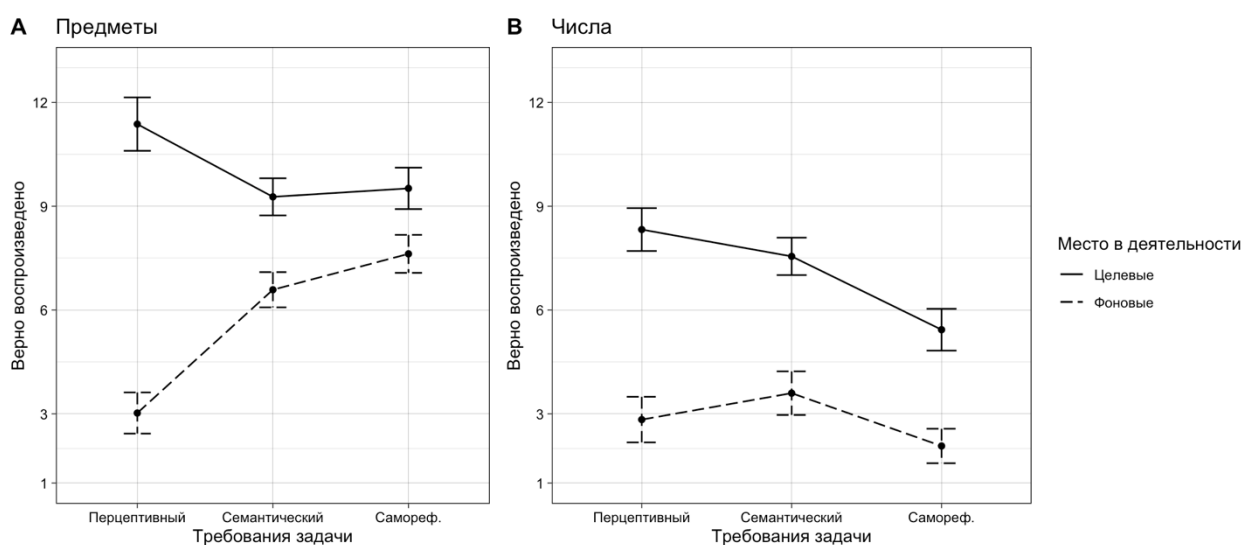 A Предметы
12
9
6
3
1
Верно воспроизведено
Перцептивный Семантический Самореф.
Требования задачи
B Числа
12
9
6
3
1
Верно воспроизведено
Перцептивный Семантический Самореф.
Требования задачи
Место в деятельности
Целевые
Фоновые